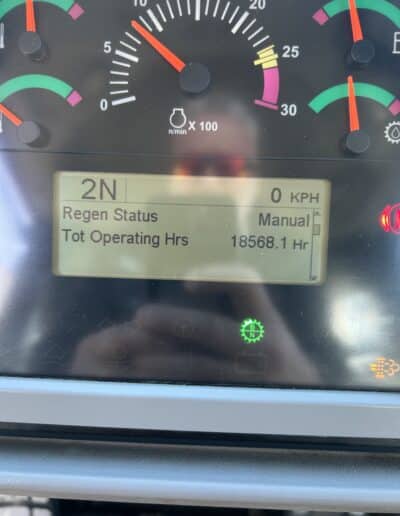 10 20
5 25
0 30
n/min X 100
2N 0 KPH
Regen Status Manual
Tot Operating Hrs 18568.1 Hr
N